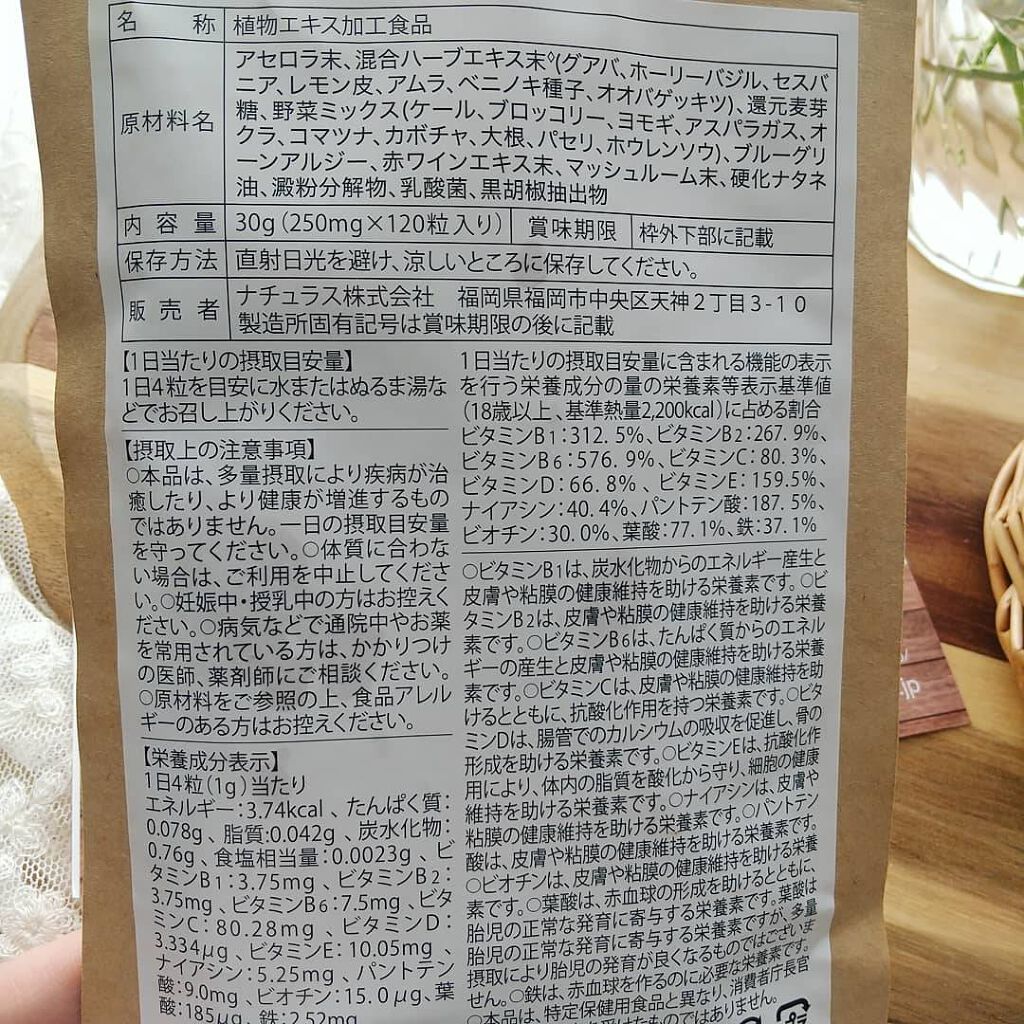 名称 植物エキス加工食品
原材料名
アセロラ末、混合ハーブエキス末°(グアバ、ホーリーバジル、セスバ
ニア、レモン皮、アムラ、ベニノキ種子、オオバゲッキツ)、還元麦芽
糖、野菜ミックス(ケール、ブロッコリー、ヨモギ、アスパラガス、オ
クラ、コマツナ、カボチャ、大根、パセリ、ホウレンソウ)、ブルーグリ
ーンアルジー、赤ワインエキス末、マッシュルーム末、硬化ナタネ
油、澱粉分解物、乳酸菌、黒胡椒抽出物
内容量 30g(250mg×120粒入り) 賞味期限 枠外下部に記載
保存方法 直射日光を避け、涼しいところに保存してください。
販売者
ナチュラス株式会社 福岡県福岡市中央区天神2丁目3-10
製造所固有記号は賞味期限の後に記載
【1日当たりの摂取目安量】
1日4粒を目安に水またはぬるま湯な
どでお召し上がりください。
【摂取上の注意事項】
○本品は、多量摂取により疾病が治
癒したり、より健康が増進するもの
ではありません。一日の摂取目安量
を守ってください。○体質に合わな
い場合は、ご利用を中止してくださ
い。○妊娠中・授乳中の方はお控えく
ださい。○病気などで通院中やお薬
を常用されている方は、かかりつけ
の医師、薬剤師にご相談ください。
○原材料をご参照の上、食品アレル
ギーのある方はお控えください。
【栄養成分表示】
1日4粒(1g)当たり
エネルギー:3.74kcal 、たんぱく質:
0.078g 、脂質:0.042g 、炭水化物:
0.76g 、食塩相当量:0.0023g 、ビ
タミンB1:3.75mg 、ビタミンB2:
3.75mg 、ビタミンB6:7.5mg 、ビタ
ミンC: 80.28mg 、ビタミンD:
3.334μg 、ビタミンE: 10.05mg 、
ナイアシン:5.25mg 、パントテン
酸:9.0mg 、ビオチン:15.0μg、葉
酸:185μg 、鉄:2.52mg
1日当たりの摂取目安量に含まれる機能の表示
を行う栄養成分の量の栄養素等表示基準値
(18歳以上、基準熱量2,200kcal)に占める割合
ビタミンB1:312.5%、ビタミンB2:267.9%、
ビタミンB6:576.9%、ビタミンC:80.3%、
ビタミンD:66.8% 、ビタミンE:159.5%、
ナイアシン:40.4%、パントテン酸:187.5%、
ビオチン:30.0%、葉酸:77.1%、鉄:37.1%
○ビタミンB1は、炭水化物からのエネルギー産生と
皮膚や粘膜の健康維持を助ける栄養素です。○ビ
タミンB2は、皮膚や粘膜の健康維持を助ける栄養
素です。○ビタミンB6は、たんぱく質からのエネル
ギーの産生と皮膚や粘膜の健康維持を助ける栄養
素です。○ビタミンCは、皮膚や粘膜の健康維持を助
けるとともに、抗酸化作用を持つ栄養素です。○ビタ
ミンDは、腸管でのカルシウムの吸収を促進し、骨の
形成を助ける栄養素です。○ビタミンEは、抗酸化作
用により、体内の脂質を酸化から守り、細胞の健康
維持を助ける栄養素です。○ナイアシンは、皮膚や
粘膜の健康維持を助ける栄養素です。○パントテン
酸は、皮膚や粘膜の健康維持を助ける栄養素です。
○ビオチンは、皮膚や粘膜の健康維持を助ける栄養
素です。○葉酸は、赤血球の形成を助けるとともに、
胎児の正常な発育に寄与する栄養素です。葉酸は
胎児の正常な発育に寄与する栄養素ですが、多量
摂取により胎児の発育が良くなるものではございま
せん。○鉄は、赤血球を作るのに必要な栄養素です。
○本品は、特定保健用食品と異なり、消費者庁長官